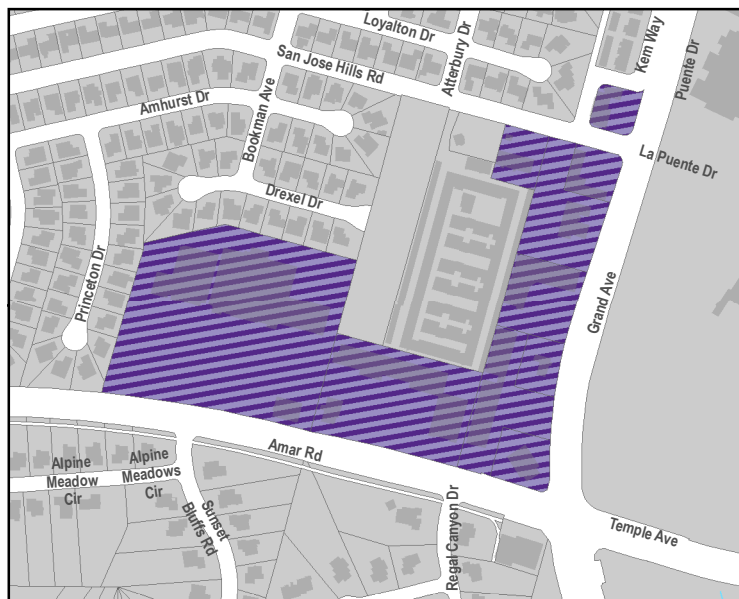 Loyalton Dr
San Jose Hills Rd
Atterbury Dr
Kem Way
Puente Dr
Amhurst Dr
Bookman Ave
La Puente Dr
Drexel Dr
Princeton Dr
Grand Ave
Amar Rd
Alpine
Meadow
Cir
Alpine
Meadows
Cir
Sunset
Bluffs Rd
Regal Canyon Dr
Temple Ave